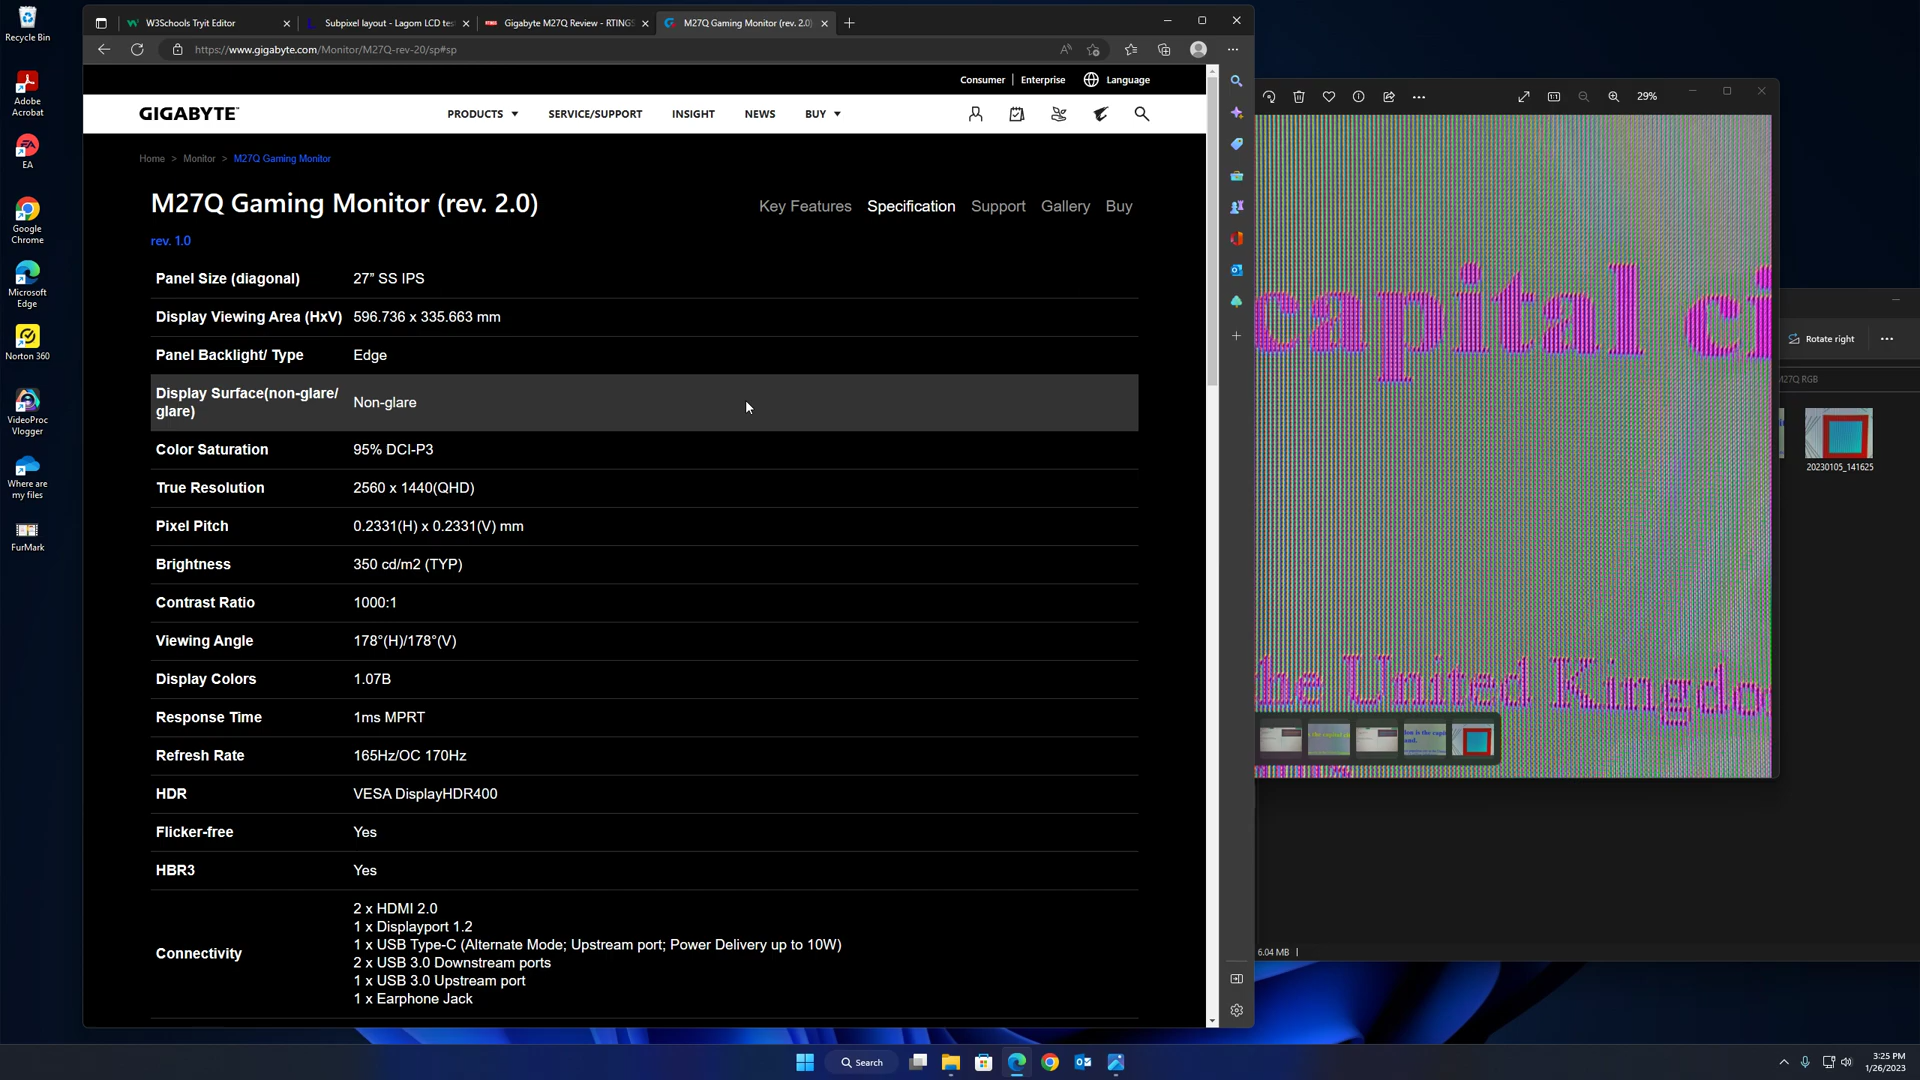 Recycle Bin
Adobe Acrobat
EA
Google Chrome
Microsoft Edge
Norton 360
VideoProc Vlogger
Where are my files
FurMark
W3Schools Tryit Editor
Subpixel layout - Lagom LCD tes
Gigabyte M27Q Review - RTINGS
M27Q Gaming Monitor (rev. 2.0)
https://www.gigabyte.com/Monitor/M27Q-rev-20/sp#sp
Consumer | Enterprise Language
GIGABYTE™
PRODUCTS SERVICE/SUPPORT INSIGHT NEWS BUY
Home > Monitor > M27Q Gaming Monitor
M27Q Gaming Monitor (rev. 2.0)
Key Features Specification Support Gallery Buy
rev. 1.0
Panel Size (diagonal) 27” SS IPS
Display Viewing Area (HxV) 596.736 x 335.663 mm
Panel Backlight/ Type Edge
Display Surface(non-glare/
glare) Non-glare
Color Saturation 95% DCI-P3
True Resolution 2560 x 1440(QHD)
Pixel Pitch 0.2331(H) x 0.2331(V) mm
Brightness 350 cd/m2 (TYP)
Contrast Ratio 1000:1
Viewing Angle 178°(H)/178°(V)
Display Colors 1.07B
Response Time 1ms MPRT
Refresh Rate 165Hz/OC 170Hz
HDR VESA DisplayHDR400
Flicker-free Yes
HBR3 Yes
Connectivity
2 x HDMI 2.0
1 x Displayport 1.2
1 x USB Type-C (Alternate Mode; Upstream port; Power Delivery up to 10W)
2 x USB 3.0 Downstream ports
1 x USB 3.0 Upstream port
1 x Earphone Jack
29%
capital ci
the United Kingdo
Rotate right
M27Q RGB
20230105_141625
6.04 MB
Search
3:25 PM
1/26/2023